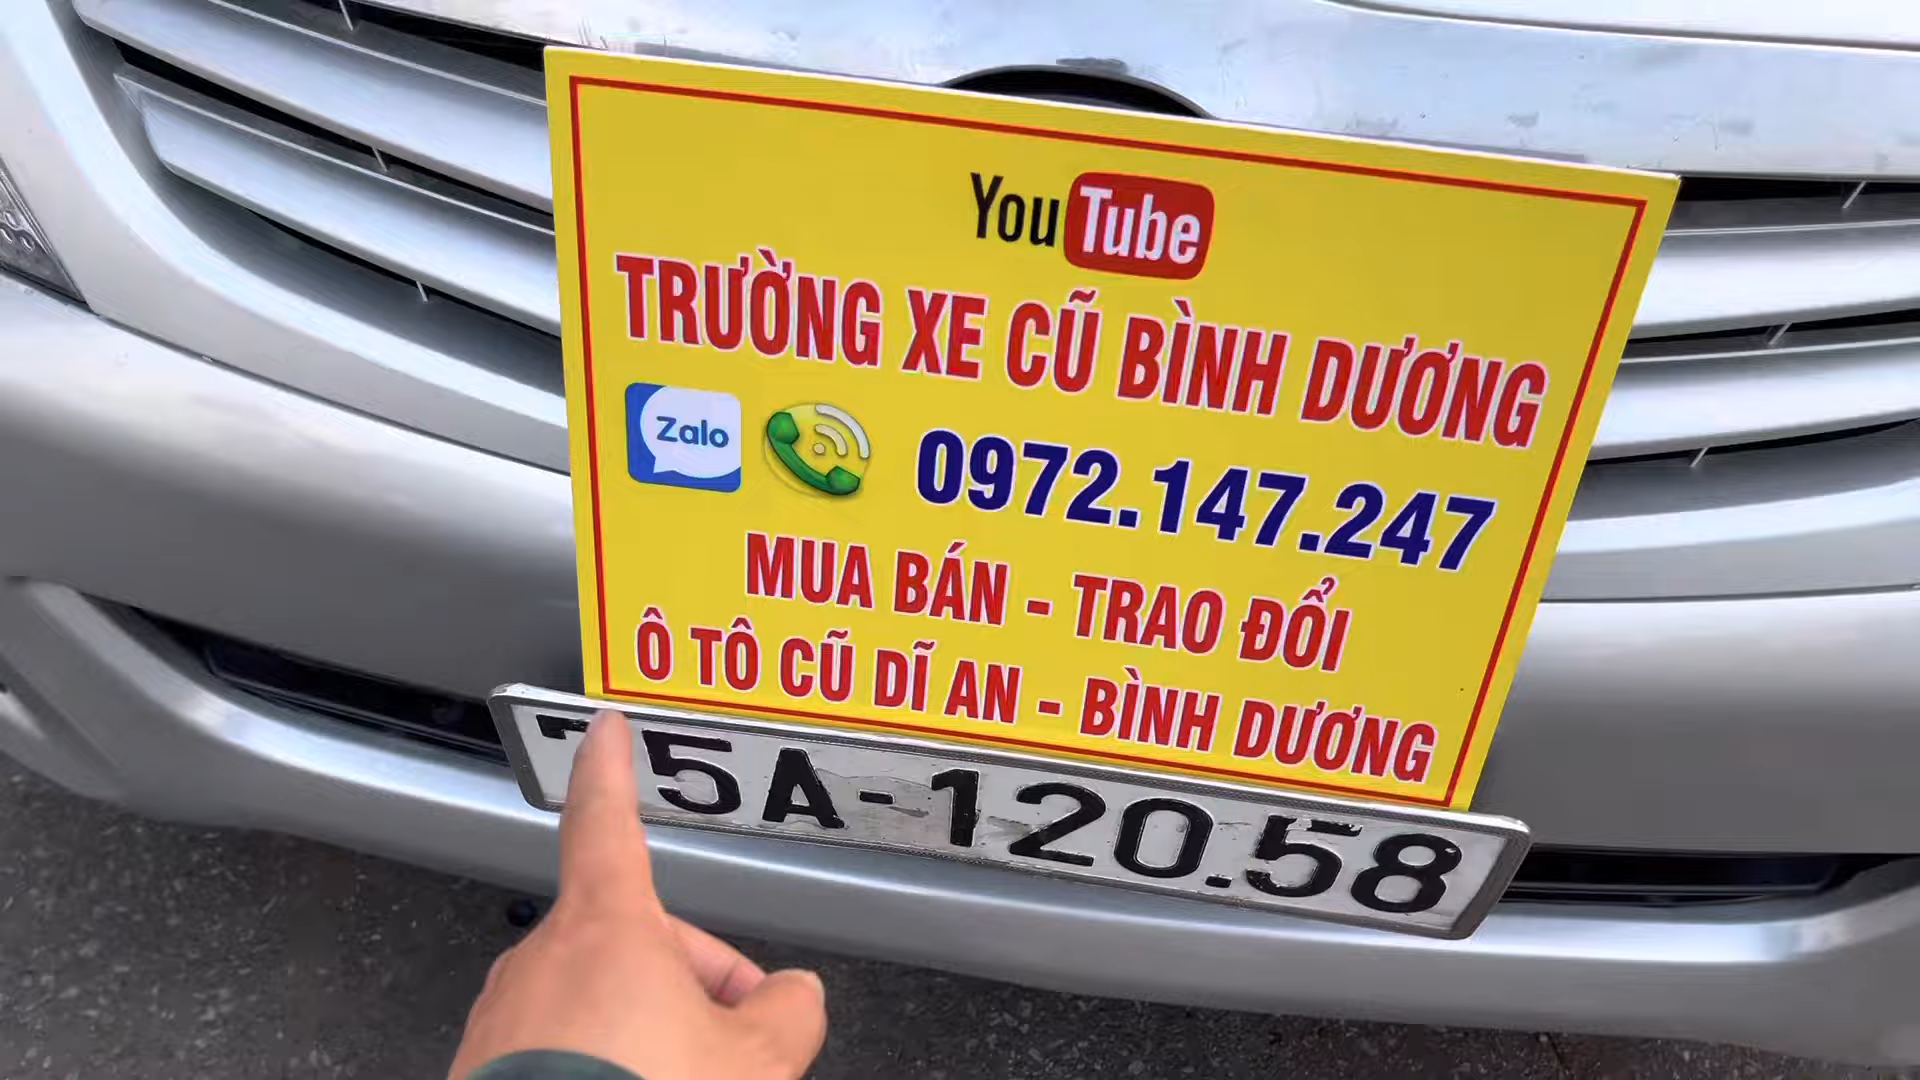 YouTube
TRƯỜNG XE CŨ BÌNH DƯƠNG
Zalo 0972.147.247
MUA BÁN - TRAO ĐỔI
Ô TÔ CŨ DĨ AN - BÌNH DƯƠNG
75A-120.58